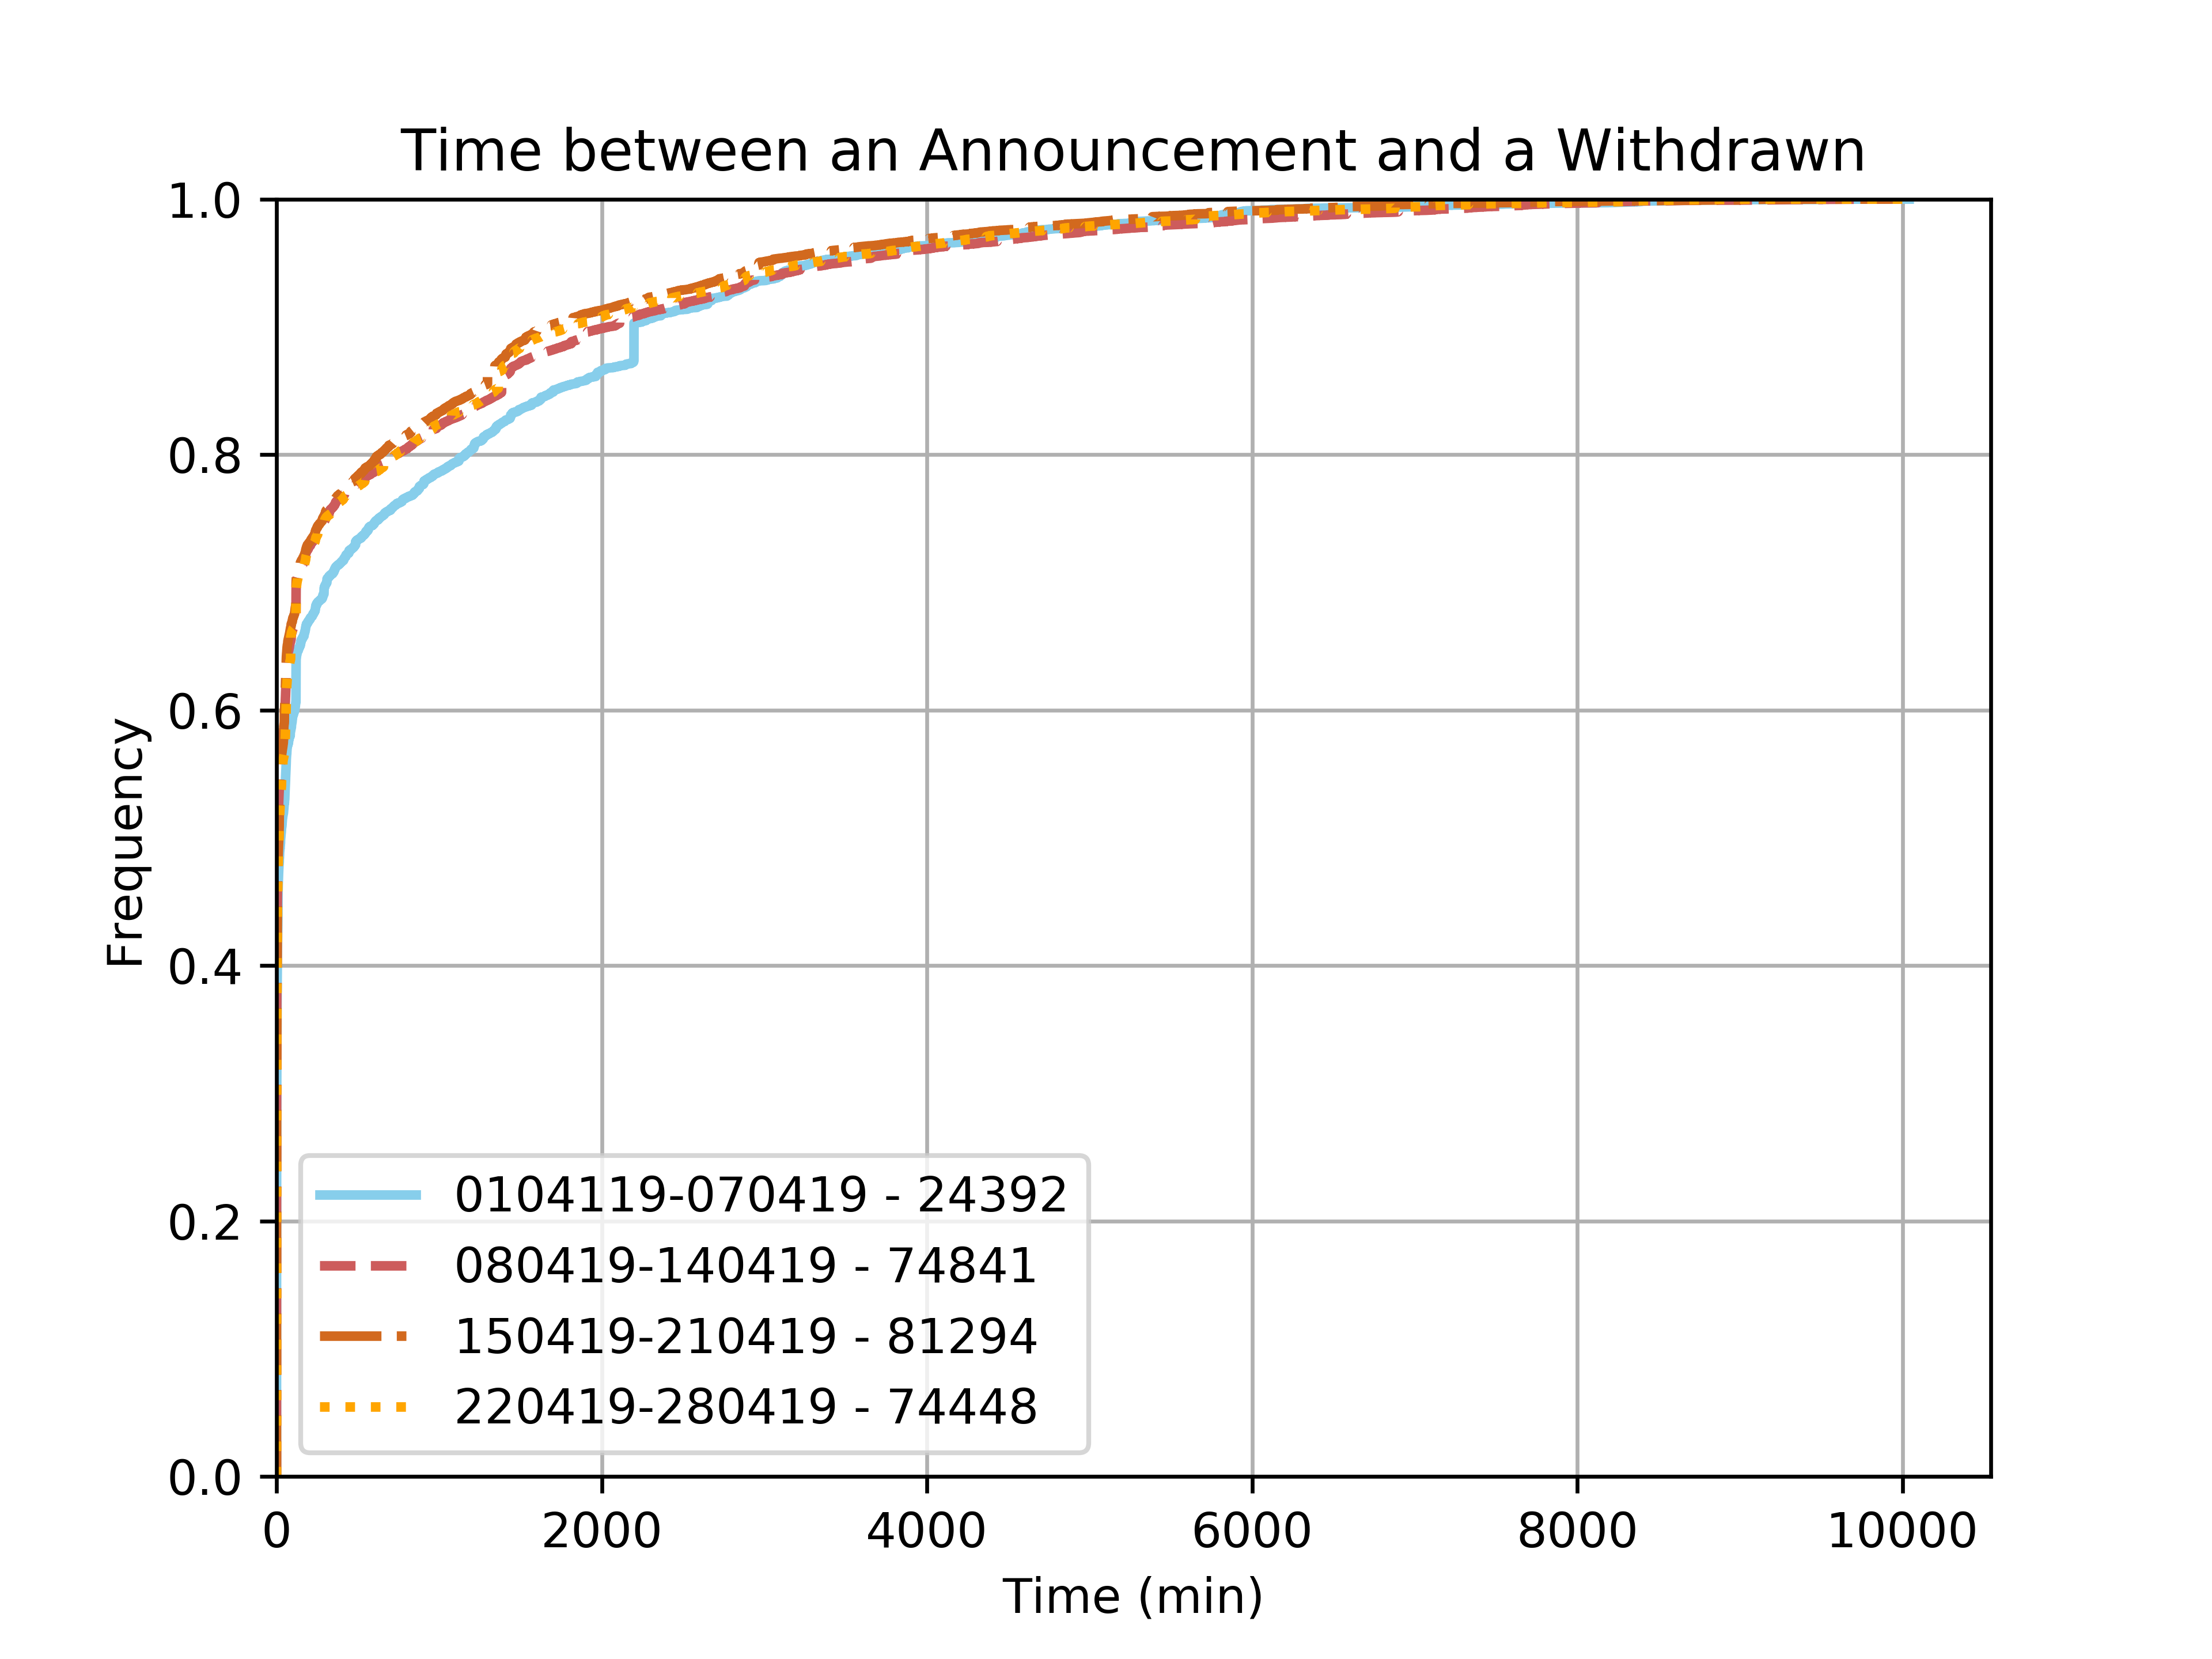 Time between an Announcement and a Withdrawn
1.0
0.8
0.6
0.4
0.2
0.0
Frequency
0104119-070419 - 24392
080419-140419 - 74841
150419-210419 - 81294
220419-280419 - 74448
0 2000 4000 6000 8000 10000
Time (min)